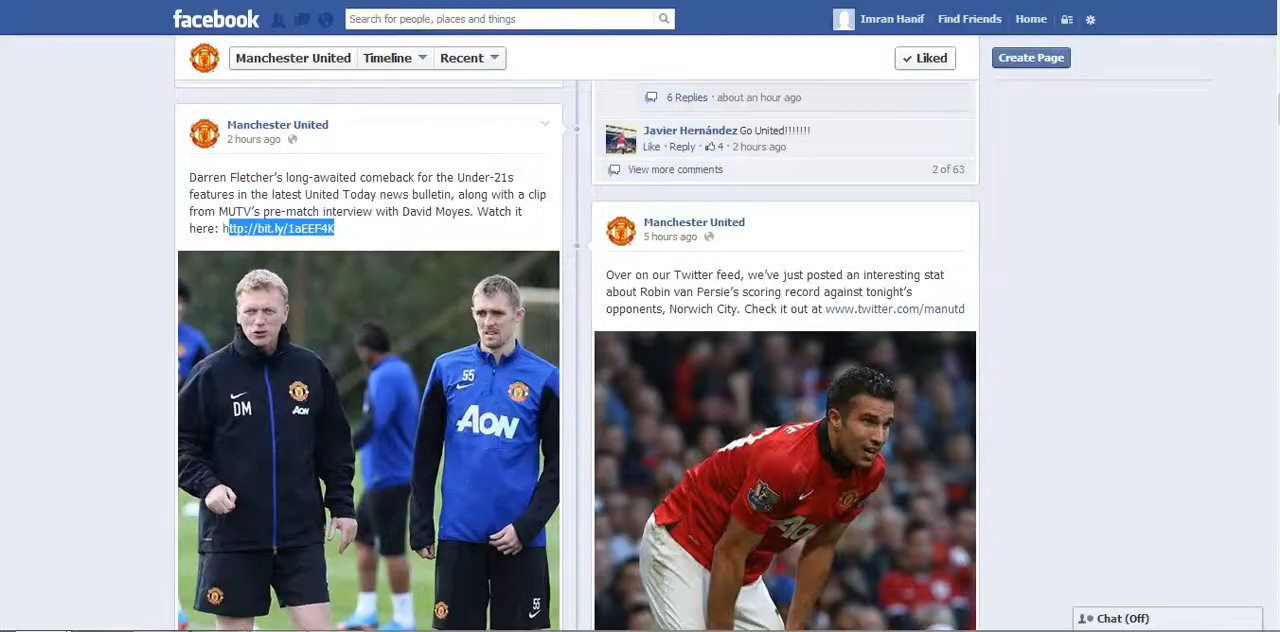 facebook
Search for people, places and things
Imran Hanif Find Friends Home
Manchester United Timeline Recent
Liked
Create Page
Manchester United
2 hours ago
Darren Fletcher's long-awaited comeback for the Under-21s
features in the latest United Today news bulletin, along with a clip
from MUTV's pre-match interview with David Moyes. Watch it
here: http://bit.ly/1aEEF4K
DM
AON
55
AON
55
6 Replies · about an hour ago
Javier Hernández Go United!!!!!!!
Like · Reply · 4 · 2 hours ago
View more comments 2 of 63
Manchester United
5 hours ago
Over on our Twitter feed, we've just posted an interesting stat
about Robin van Persie's scoring record against tonight's
opponents, Norwich City. Check it out at www.twitter.com/manutd
Chat (Off)